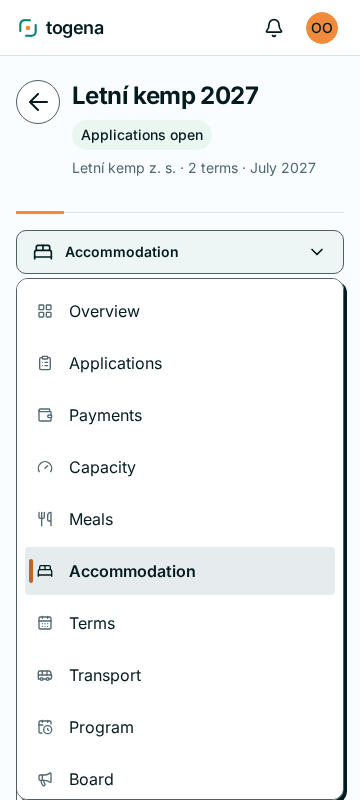 togena
OO
Letní kemp 2027
Applications open
Letní kemp z. s. · 2 terms · July 2027
Accommodation
Overview
Applications
Payments
Capacity
Meals
Accommodation
Terms
Transport
Program
Board